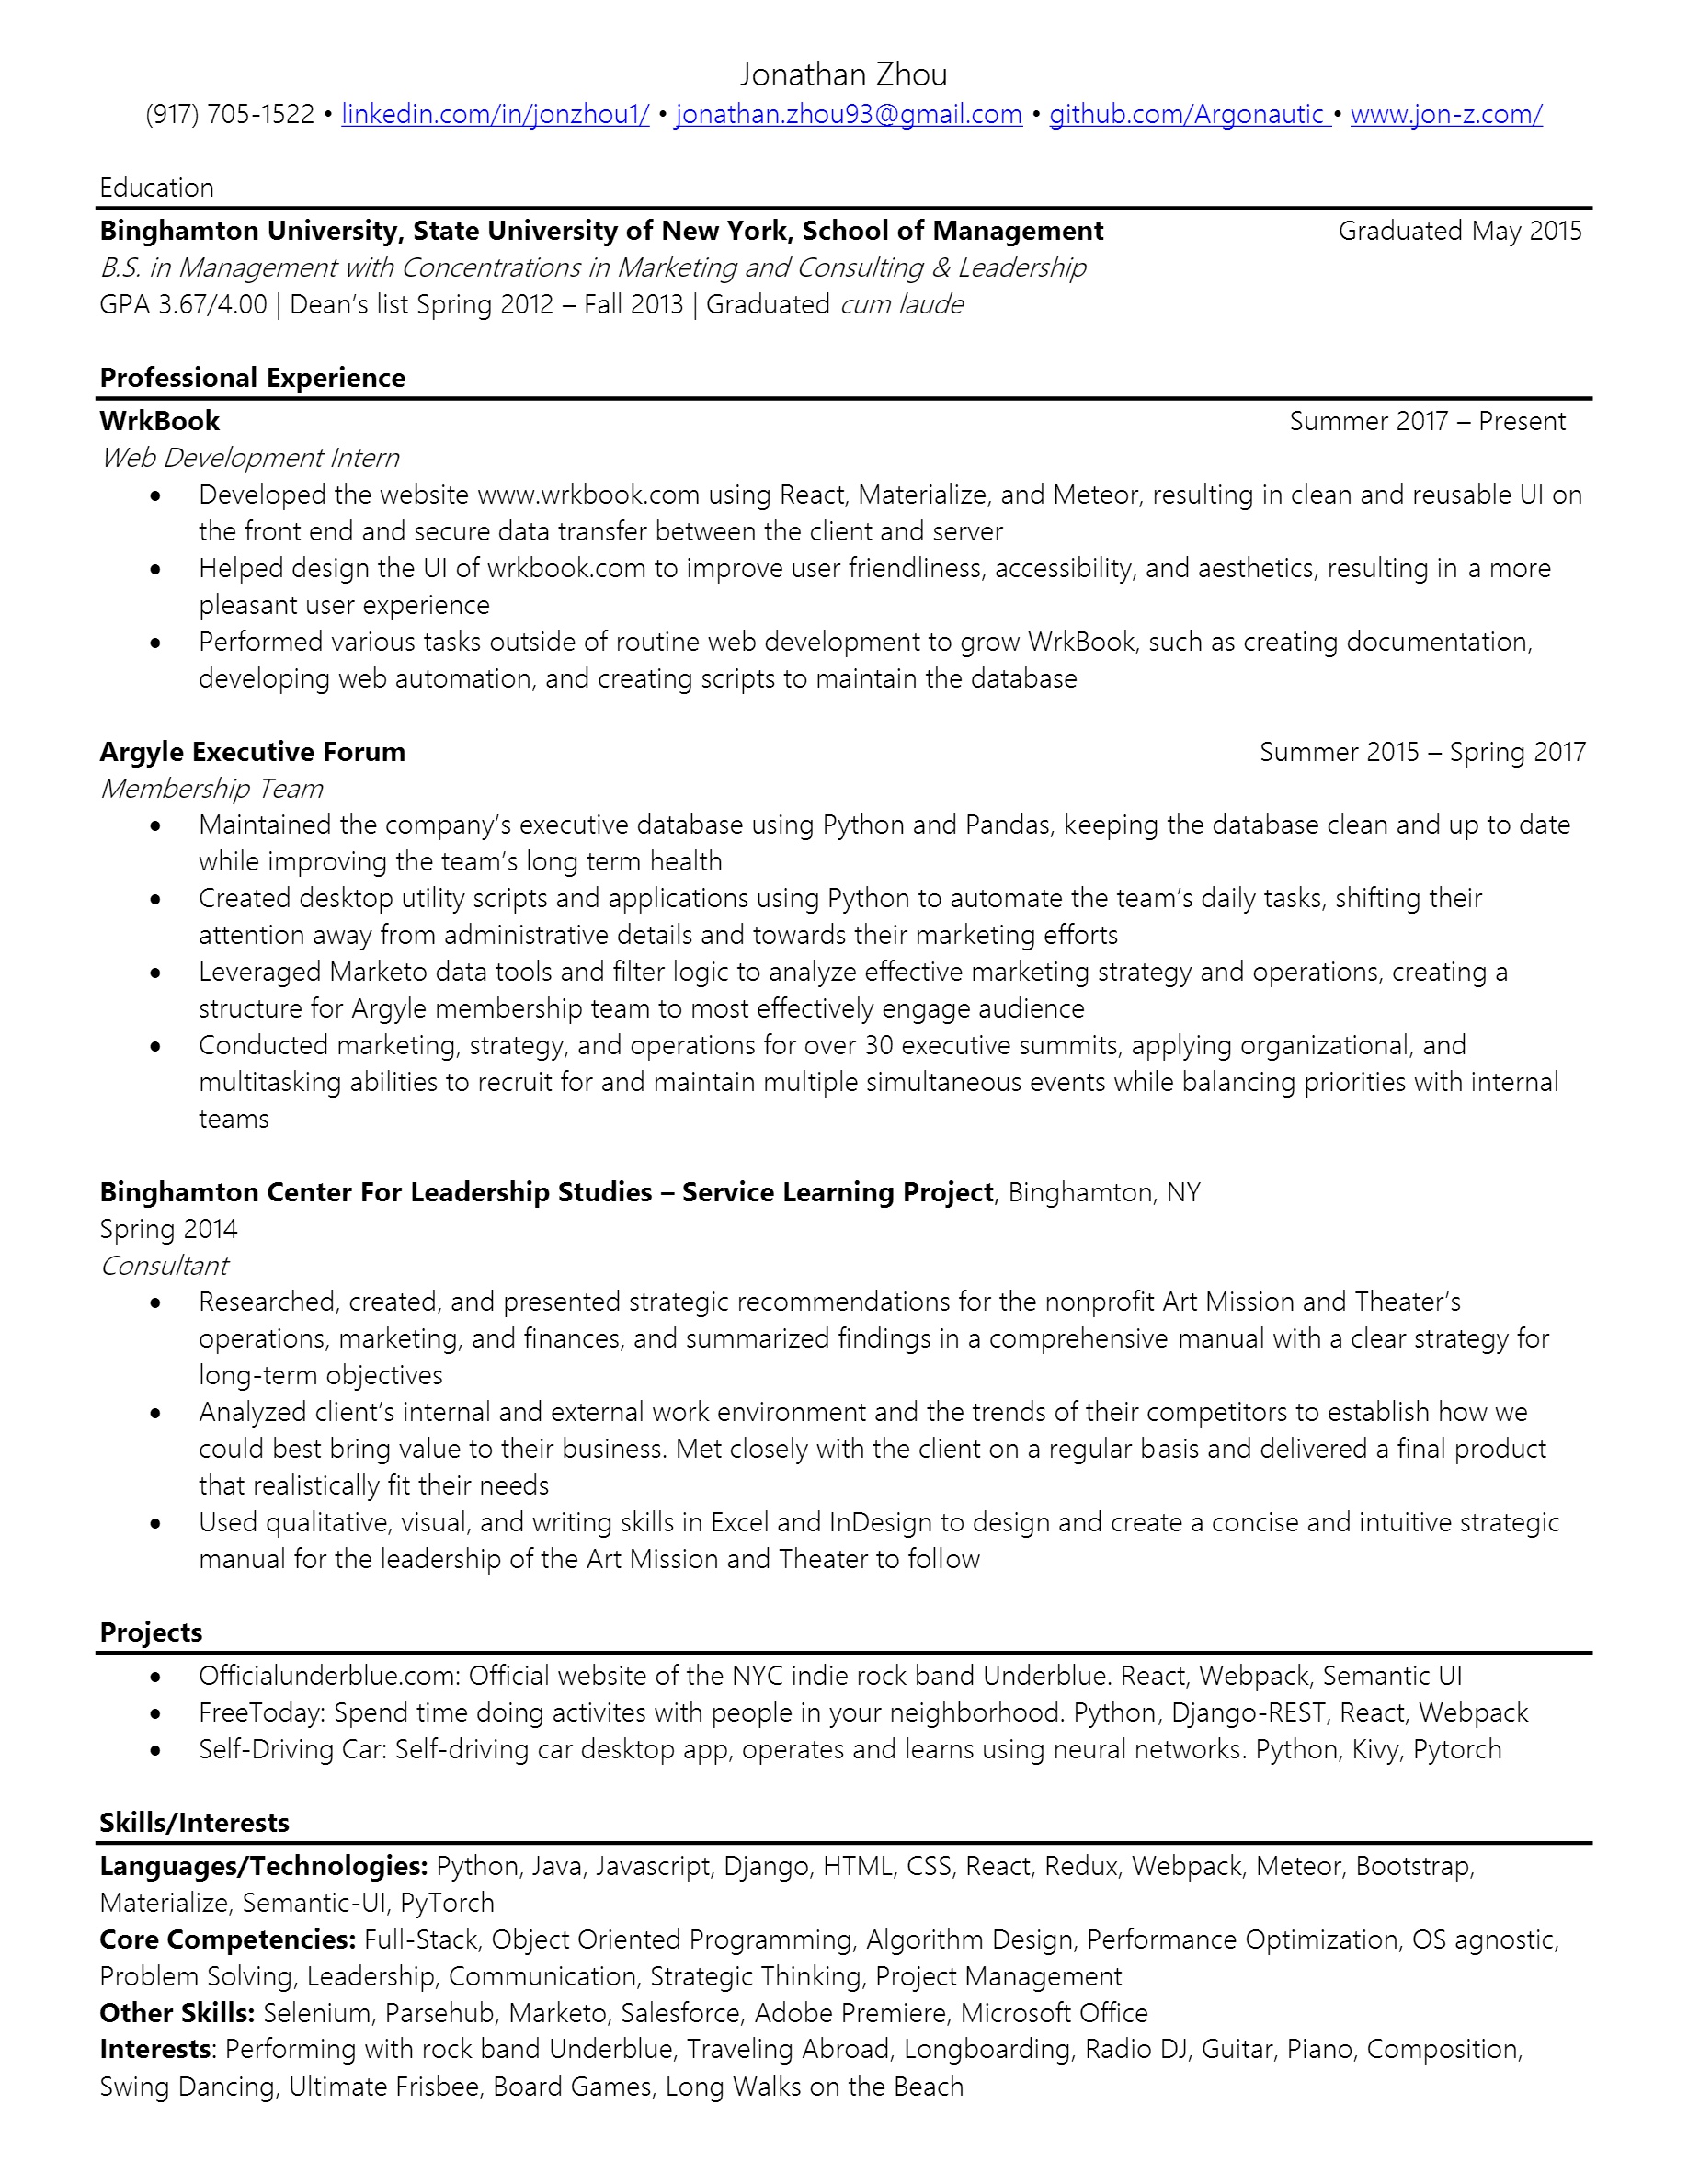 Jonathan Zhou
(917) 705-1522 • linkedin.com/in/jonzhou1/ • jonathan.zhou93@gmail.com • github.com/Argonautic • www.jon-z.com/
Education
Binghamton University, State University of New York, School of Management Graduated May 2015
B.S. in Management with Concentrations in Marketing and Consulting & Leadership
GPA 3.67/4.00 | Dean’s list Spring 2012 – Fall 2013 | Graduated cum laude
Professional Experience
WrkBook Summer 2017 – Present
Web Development Intern
• Developed the website www.wrkbook.com using React, Materialize, and Meteor, resulting in clean and reusable UI on
the front end and secure data transfer between the client and server
• Helped design the UI of wrkbook.com to improve user friendliness, accessibility, and aesthetics, resulting in a more
pleasant user experience
• Performed various tasks outside of routine web development to grow WrkBook, such as creating documentation,
developing web automation, and creating scripts to maintain the database
Argyle Executive Forum Summer 2015 – Spring 2017
Membership Team
• Maintained the company’s executive database using Python and Pandas, keeping the database clean and up to date
while improving the team’s long term health
• Created desktop utility scripts and applications using Python to automate the team’s daily tasks, shifting their
attention away from administrative details and towards their marketing efforts
• Leveraged Marketo data tools and filter logic to analyze effective marketing strategy and operations, creating a
structure for Argyle membership team to most effectively engage audience
• Conducted marketing, strategy, and operations for over 30 executive summits, applying organizational, and
multitasking abilities to recruit for and maintain multiple simultaneous events while balancing priorities with internal
teams
Binghamton Center For Leadership Studies – Service Learning Project, Binghamton, NY
Spring 2014
Consultant
• Researched, created, and presented strategic recommendations for the nonprofit Art Mission and Theater’s
operations, marketing, and finances, and summarized findings in a comprehensive manual with a clear strategy for
long-term objectives
• Analyzed client’s internal and external work environment and the trends of their competitors to establish how we
could best bring value to their business. Met closely with the client on a regular basis and delivered a final product
that realistically fit their needs
• Used qualitative, visual, and writing skills in Excel and InDesign to design and create a concise and intuitive strategic
manual for the leadership of the Art Mission and Theater to follow
Projects
• Officialunderblue.com: Official website of the NYC indie rock band Underblue. React, Webpack, Semantic UI
• FreeToday: Spend time doing activites with people in your neighborhood. Python, Django-REST, React, Webpack
• Self-Driving Car: Self-driving car desktop app, operates and learns using neural networks. Python, Kivy, Pytorch
Skills/Interests
Languages/Technologies: Python, Java, Javascript, Django, HTML, CSS, React, Redux, Webpack, Meteor, Bootstrap,
Materialize, Semantic-UI, PyTorch
Core Competencies: Full-Stack, Object Oriented Programming, Algorithm Design, Performance Optimization, OS agnostic,
Problem Solving, Leadership, Communication, Strategic Thinking, Project Management
Other Skills: Selenium, Parsehub, Marketo, Salesforce, Adobe Premiere, Microsoft Office
Interests: Performing with rock band Underblue, Traveling Abroad, Longboarding, Radio DJ, Guitar, Piano, Composition,
Swing Dancing, Ultimate Frisbee, Board Games, Long Walks on the Beach